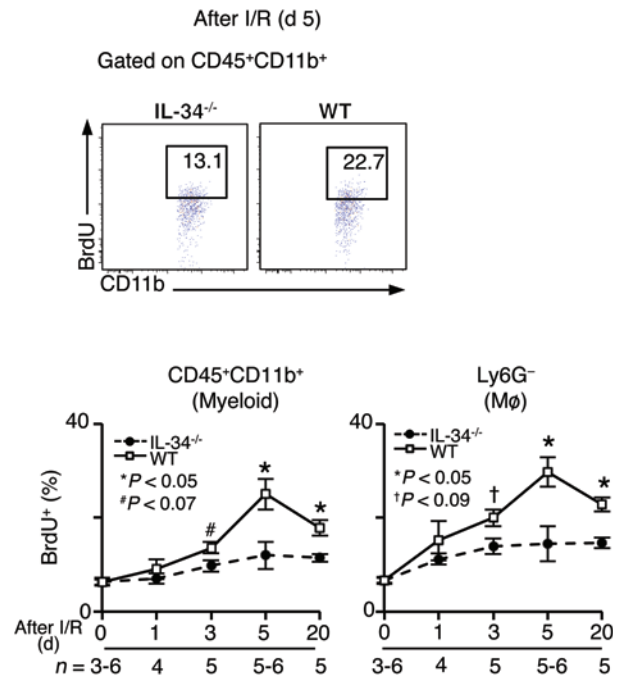 After I/R (d 5)
Gated on CD45⁺CD11b⁺
IL-34⁻/⁻ WT
13.1 22.7
BrdU
CD11b
CD45⁺CD11b⁺ Ly6G⁻
(Myeloid) (Mø)
40 40
IL-34⁻/⁻ IL-34⁻/⁻
WT WT
*P < 0.05 *P < 0.05
#P < 0.07 †P < 0.09
* *
* *
# †
BrdU⁺ (%)
0 0
After I/R 0 1 3 5 20 0 1 3 5 20
(d)
n = 3-6 4 5 5-6 5 3-6 4 5 5-6 5